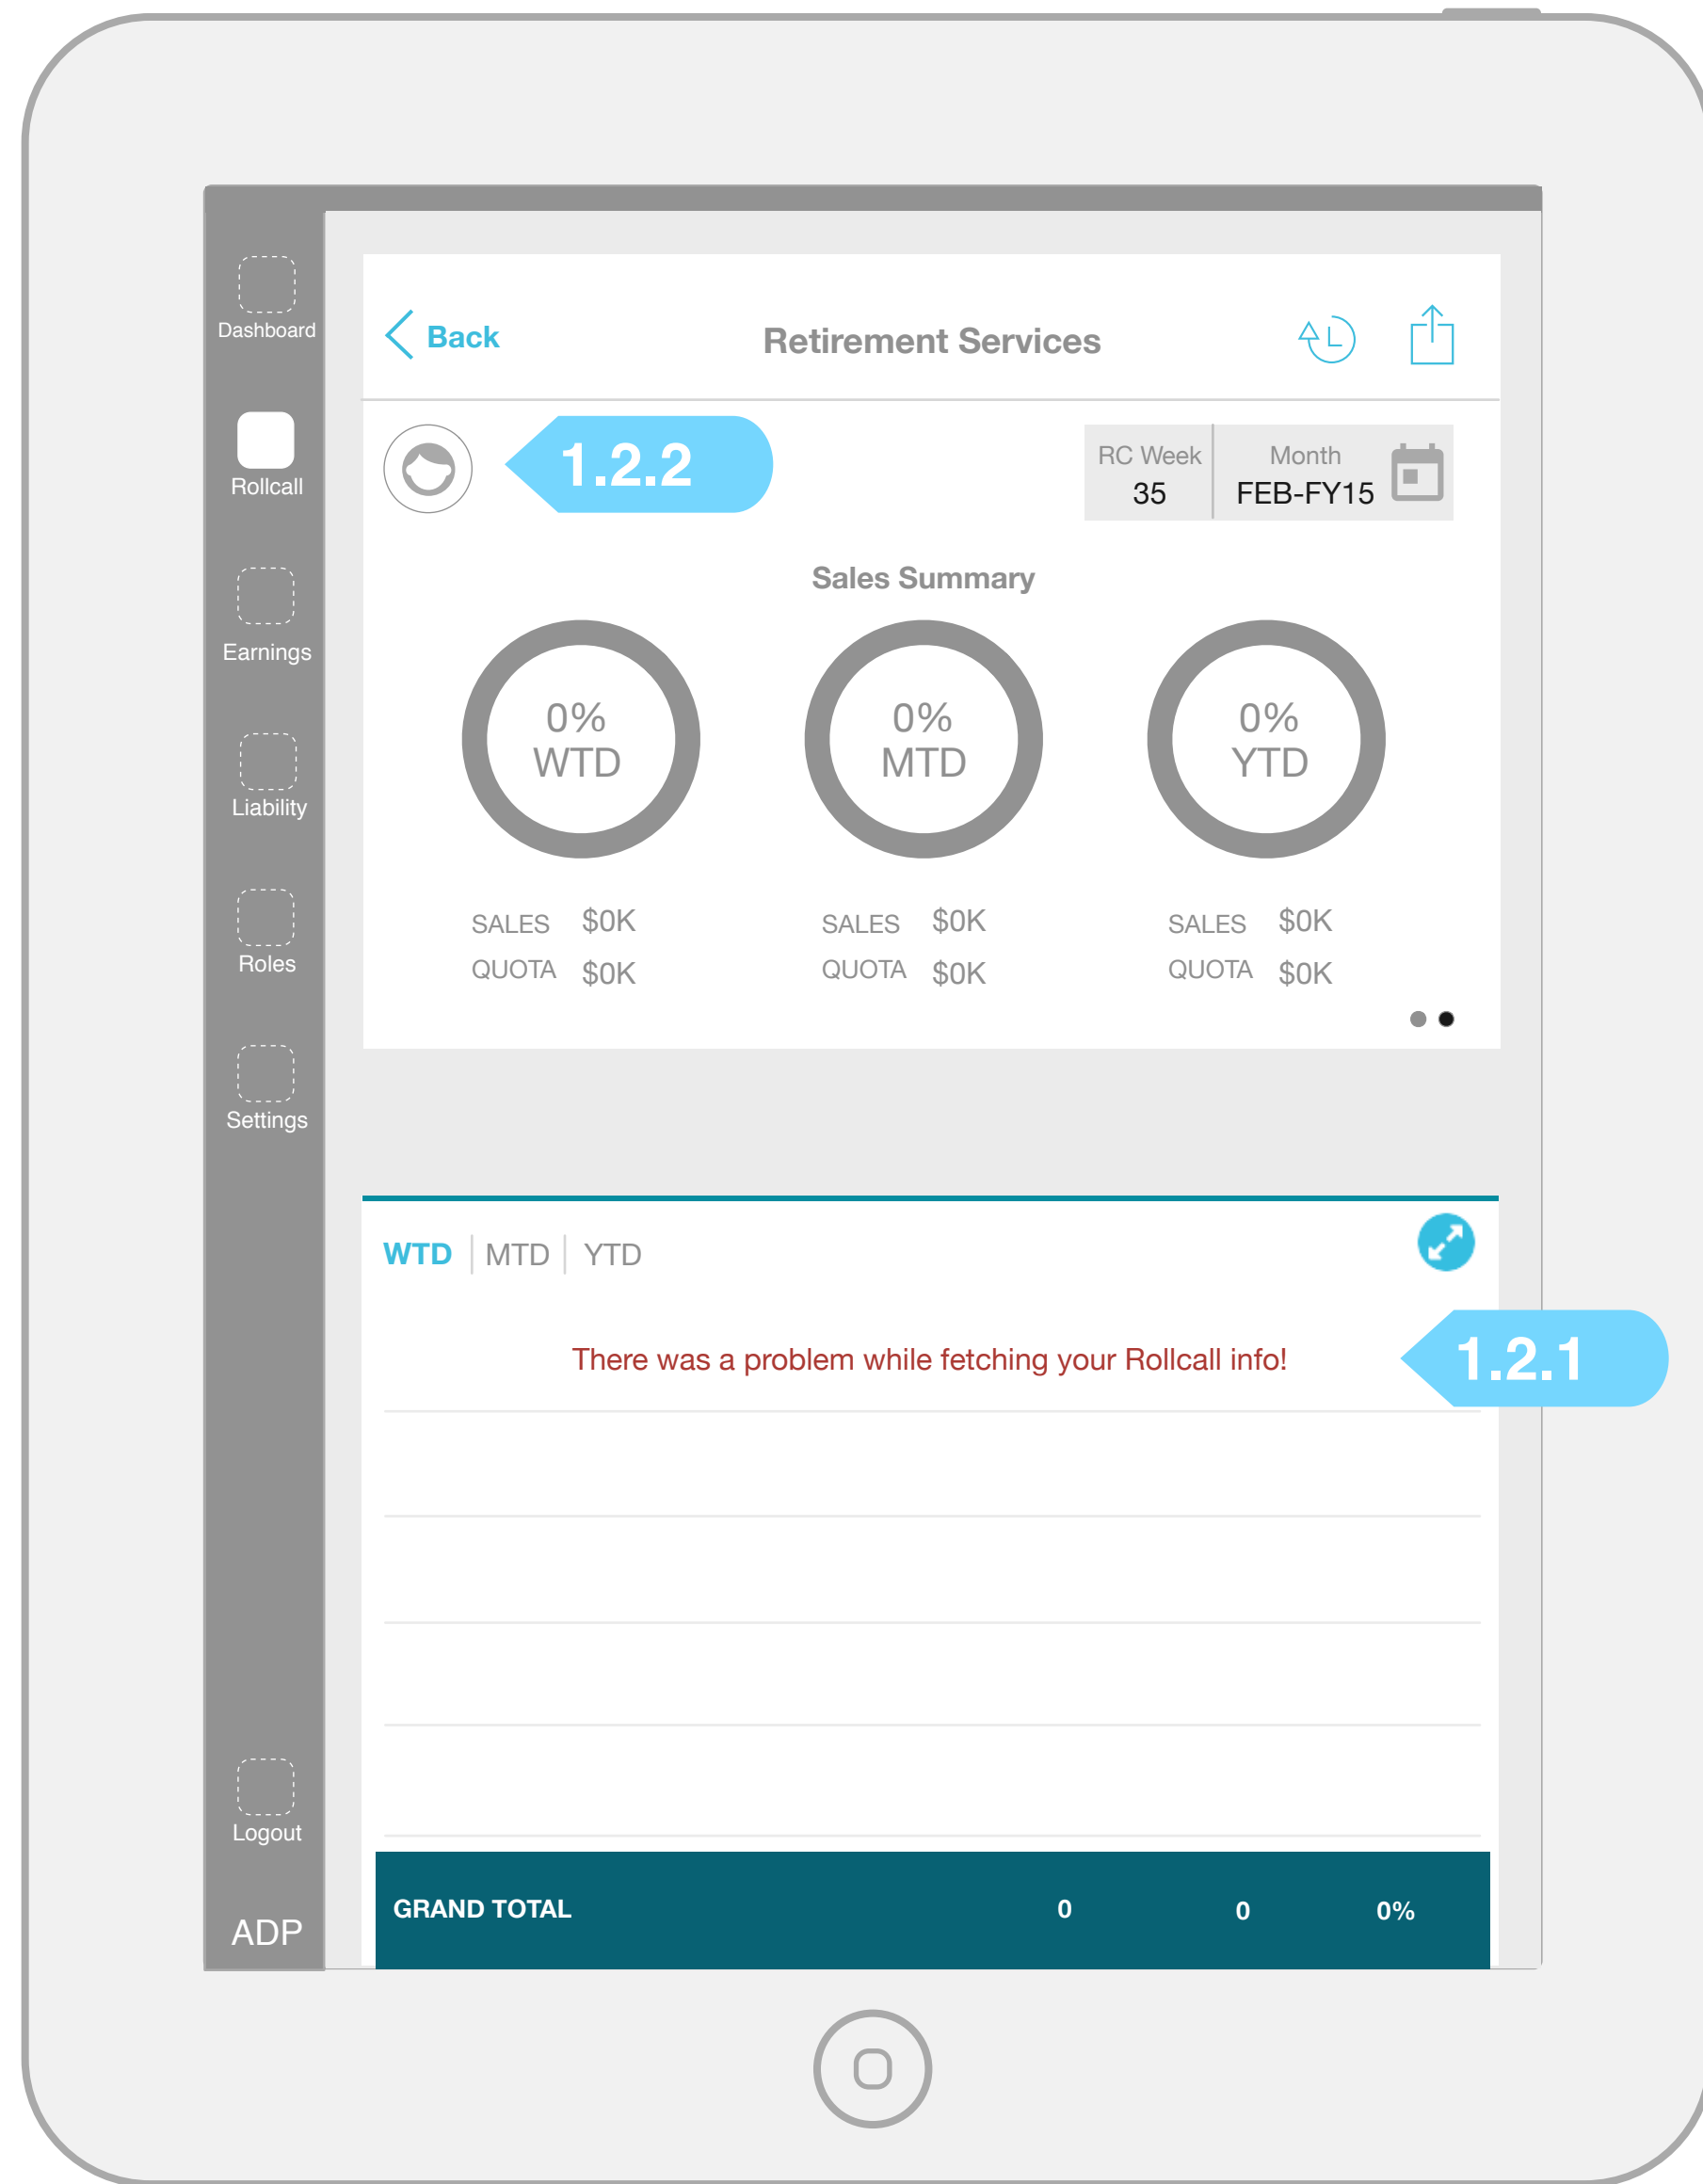 Dashboard
Rollcall
Earnings
Liability
Roles
Settings
Logout
ADP
Back
Retirement Services
1.2.2
RC Week
35
Month
FEB-FY15
Sales Summary
0%
WTD
0%
MTD
0%
YTD
SALES $0K
QUOTA $0K
SALES $0K
QUOTA $0K
SALES $0K
QUOTA $0K
WTD MTD YTD
There was a problem while fetching your Rollcall info!
1.2.1
GRAND TOTAL 0 0 0%